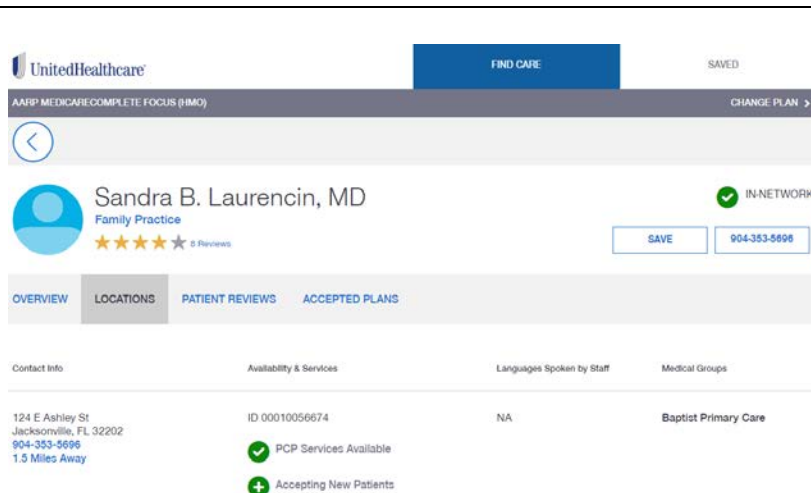 UnitedHealthcare
FIND CARE
SAVED
AARP MEDICARECOMPLETE FOCUS (HMO)
CHANGE PLAN >
Sandra B. Laurencin, MD
IN-NETWORK
Family Practice
8 Reviews
SAVE
904-353-5696
OVERVIEW
LOCATIONS
PATIENT REVIEWS
ACCEPTED PLANS
Contact Info
Availability & Services
Languages Spoken by Staff
Medical Groups
124 E Ashley St
Jacksonville, FL 32202
904-353-5696
1.5 Miles Away
ID 00010056674
PCP Services Available
Accepting New Patients
NA
Baptist Primary Care